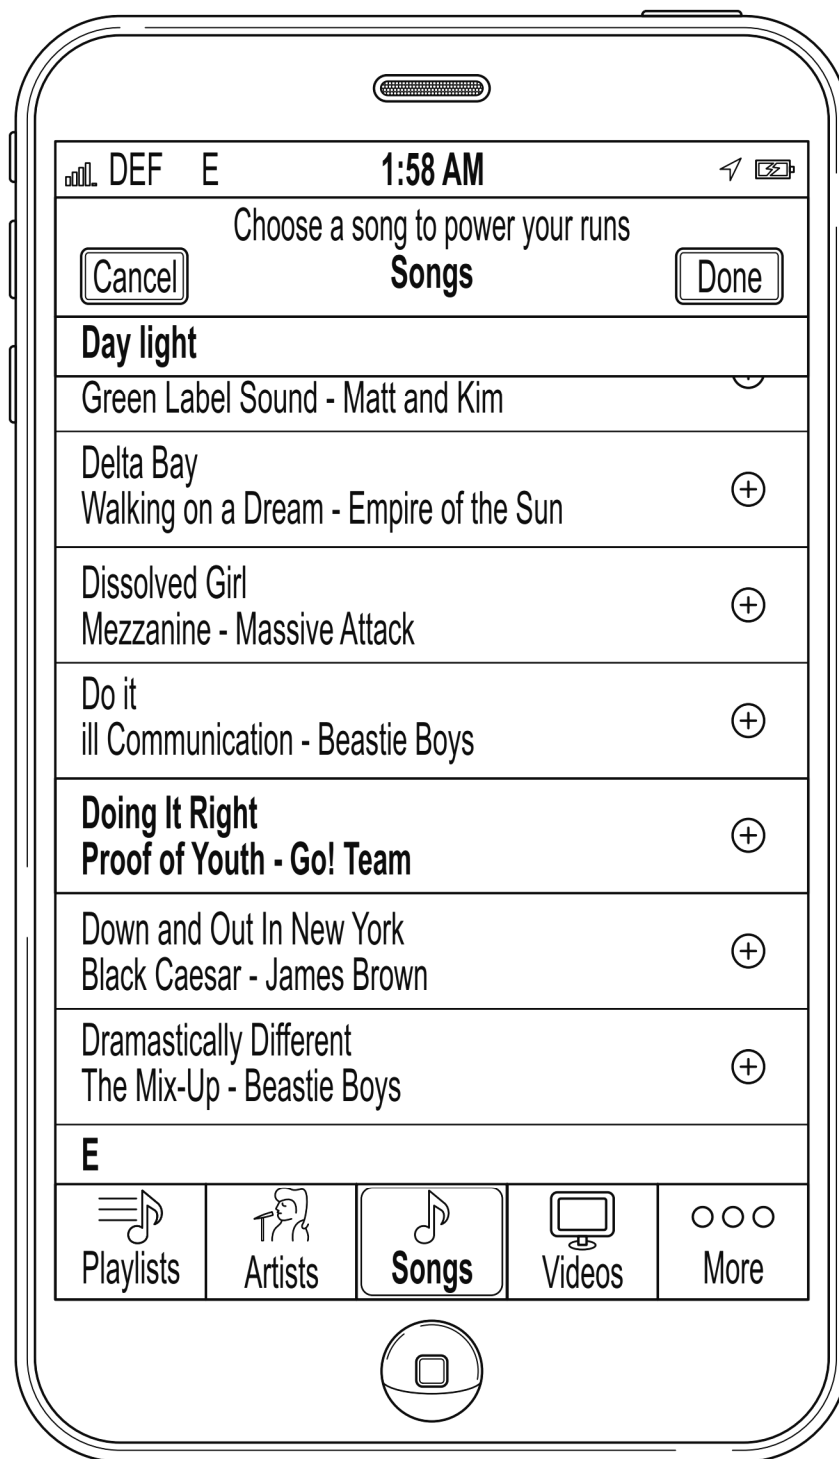 DEF E 1:58 AM
Choose a song to power your runs
Cancel Songs Done
Day light
Green Label Sound - Matt and Kim
Delta Bay
Walking on a Dream - Empire of the Sun
Dissolved Girl
Mezzanine - Massive Attack
Do it
ill Communication - Beastie Boys
Doing It Right
Proof of Youth - Go! Team
Down and Out In New York
Black Caesar - James Brown
Dramastically Different
The Mix-Up - Beastie Boys
E
Playlists Artists Songs Videos More